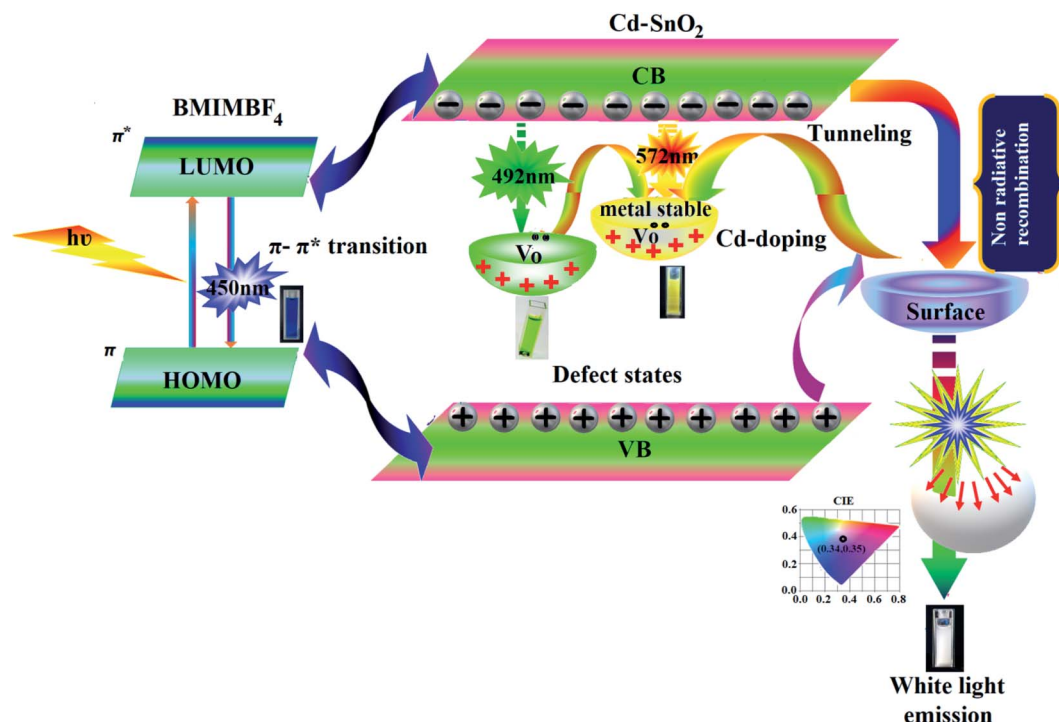 Cd-SnO₂
CB
BMIMBF₄
π*
LUMO
Tunneling
Non radiative
recombination
492nm
572nm
metal stable
Vo
Vo
Cd-doping
hυ
π- π* transition
450nm
Surface
π
HOMO
Defect states
VB
CIE
0.6
0.4
(0.34,0.35)
0.2
0.0
0.0 0.2 0.4 0.6 0.8
White light
emission